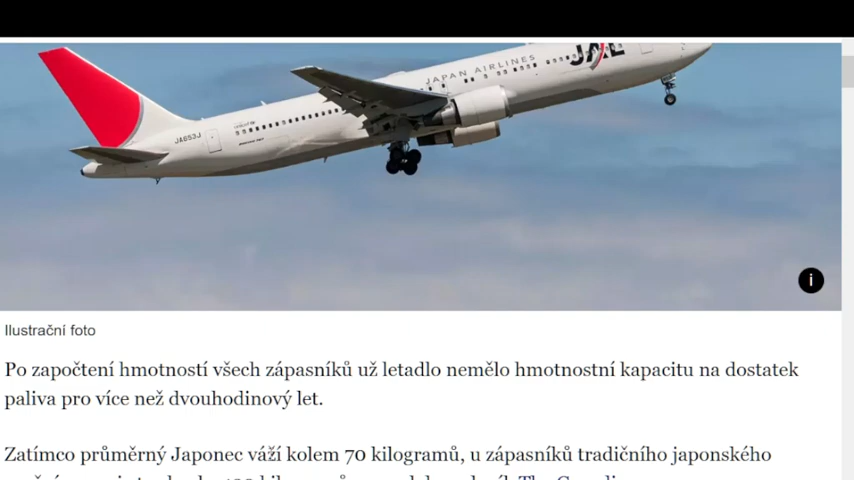 JAL
JAPAN AIRLINES
JA653J
i
Ilustrační foto
Po započtení hmotností všech zápasníků už letadlo nemělo hmotnostní kapacitu na dostatek
paliva pro více než dvouhodinový let.
Zatímco průměrný Japonec váží kolem 70 kilogramů, u zápasníků tradičního japonského